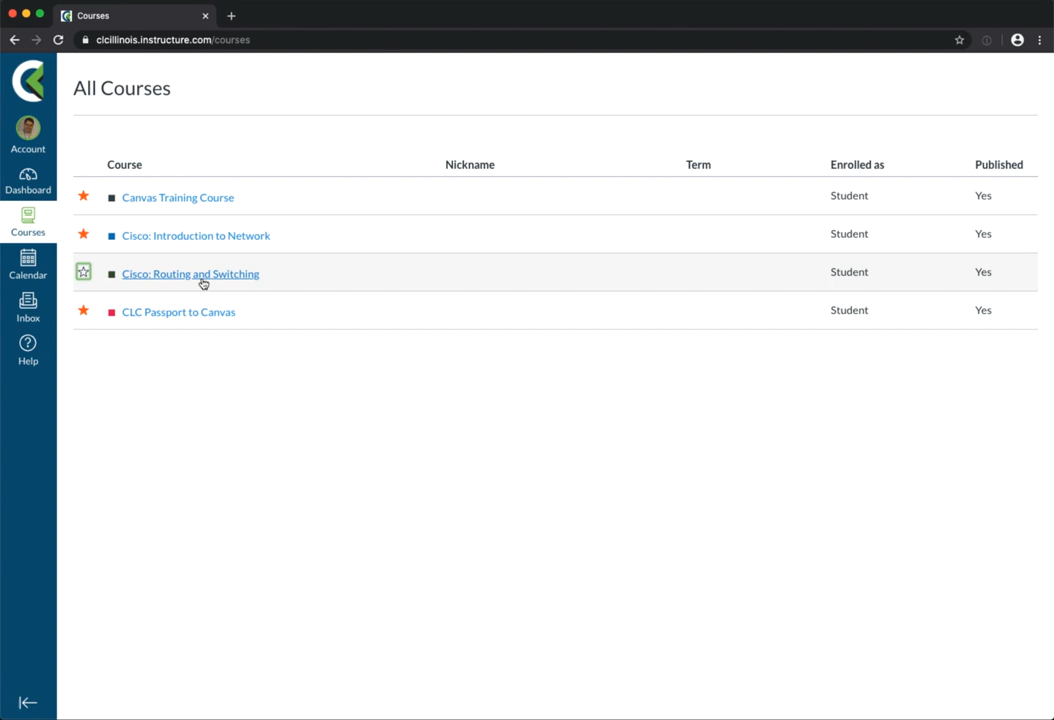 Courses
clcillinois.instructure.com/courses
All Courses
Account
Dashboard
Courses
Calendar
Inbox
Help
Course Nickname Term Enrolled as Published
Canvas Training Course Student Yes
Cisco: Introduction to Network Student Yes
Cisco: Routing and Switching Student Yes
CLC Passport to Canvas Student Yes